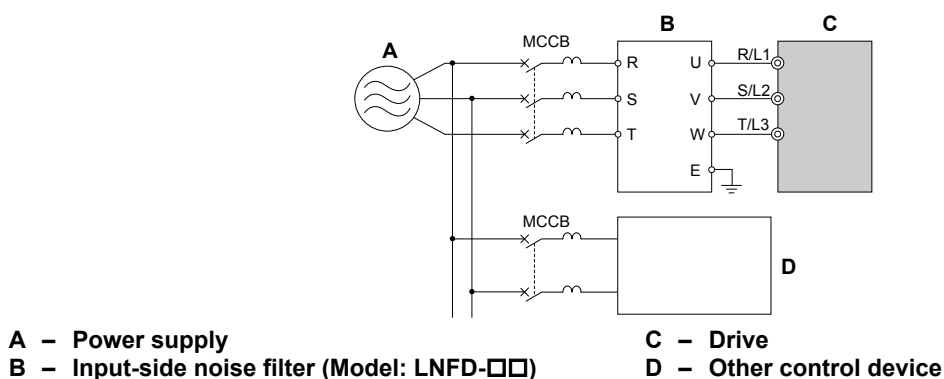 B
C
A
MCCB
R
U
R/L1
S
V
S/L2
T
W
T/L3
E
MCCB
D
A – Power supply
B – Input-side noise filter (Model: LNFD-□□)
C – Drive
D – Other control device